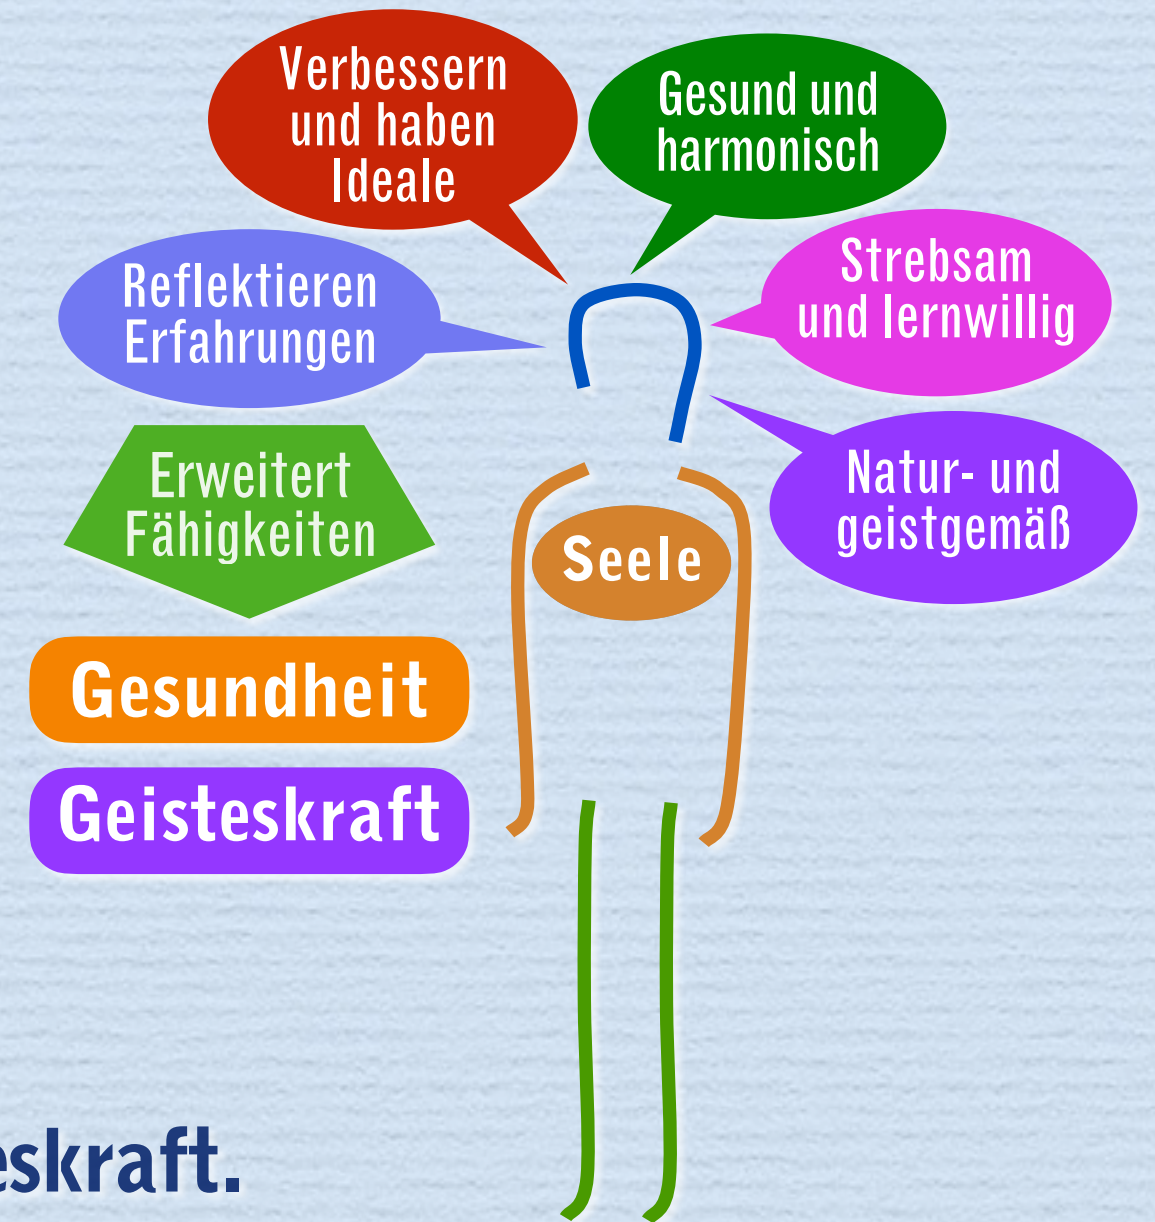 Verbessern
und haben
Ideale
Gesund und
harmonisch
Reflektieren
Erfahrungen
Strebsam
und lernwillig
Erweitert
Fähigkeiten
Natur- und
geistgemäß
Seele
Gesundheit
Geisteskraft
eskraft.